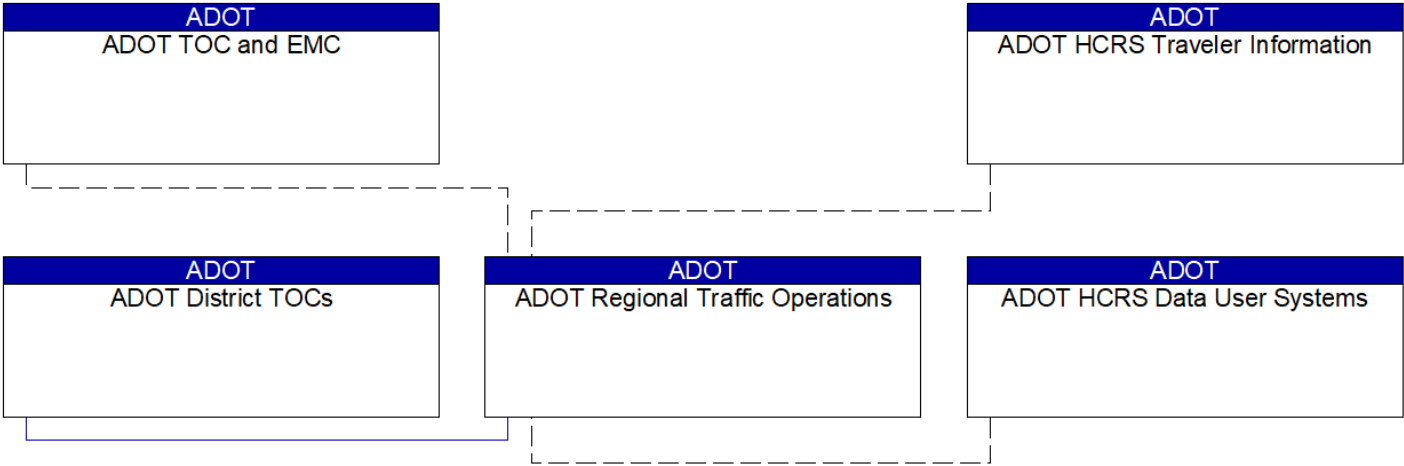 ADOT
ADOT TOC and EMC
ADOT
ADOT HCRS Traveler Information
ADOT
ADOT District TOCs
ADOT
ADOT Regional Traffic Operations
ADOT
ADOT HCRS Data User Systems